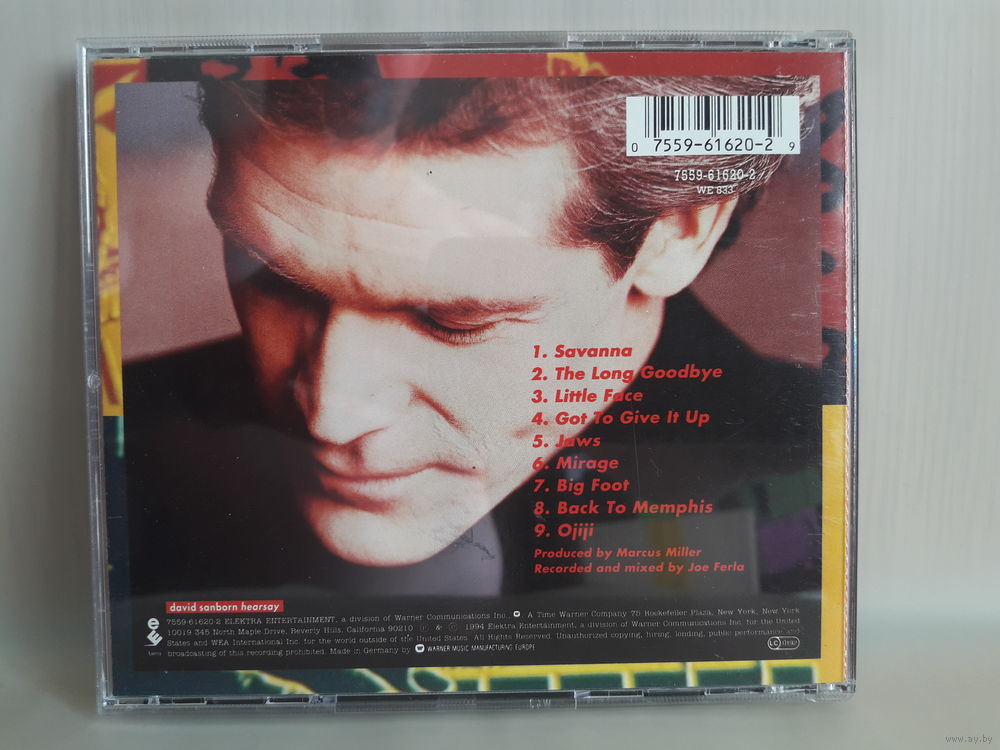 0 7559-61620-2 9
7559-61620-2
WE 833
1. Savanna
2. The Long Goodbye
3. Little Face
4. Got To Give It Up
5. Jaws
6. Mirage
7. Big Foot
8. Back To Memphis
9. Ojiji
Produced by Marcus Miller
Recorded and mixed by Joe Ferla
david sanborn hearsay
7559-61620-2 ELEKTRA ENTERTAINMENT, a division of Warner Communications Inc. A Time Warner Company 75 Rockefeller Plaza, New York, New York
10019 345 North Maple Drive, Beverly Hills, California 90210 ℗ & © 1994 Elektra Entertainment, a division of Warner Communications Inc. for the United
States and WEA International Inc. for the world outside of the United States. All Rights Reserved. Unauthorized copying, hiring, lending, public performance and
broadcasting of this recording prohibited. Made in Germany by WARNER MUSIC MANUFACTURING EUROPE
LC 0192
www.ay.by